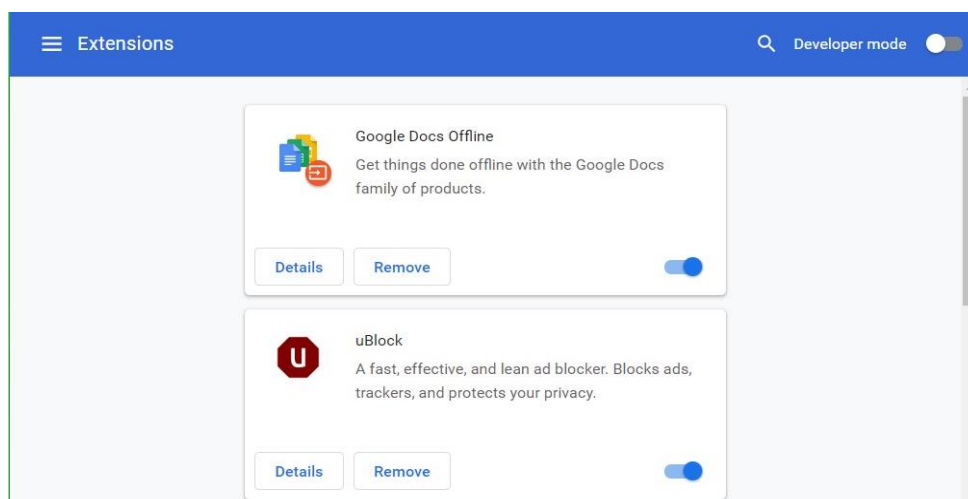 Extensions
Developer mode
Google Docs Offline
Get things done offline with the Google Docs
family of products.
Details
Remove
u
uBlock
A fast, effective, and lean ad blocker. Blocks ads,
trackers, and protects your privacy.
Details
Remove